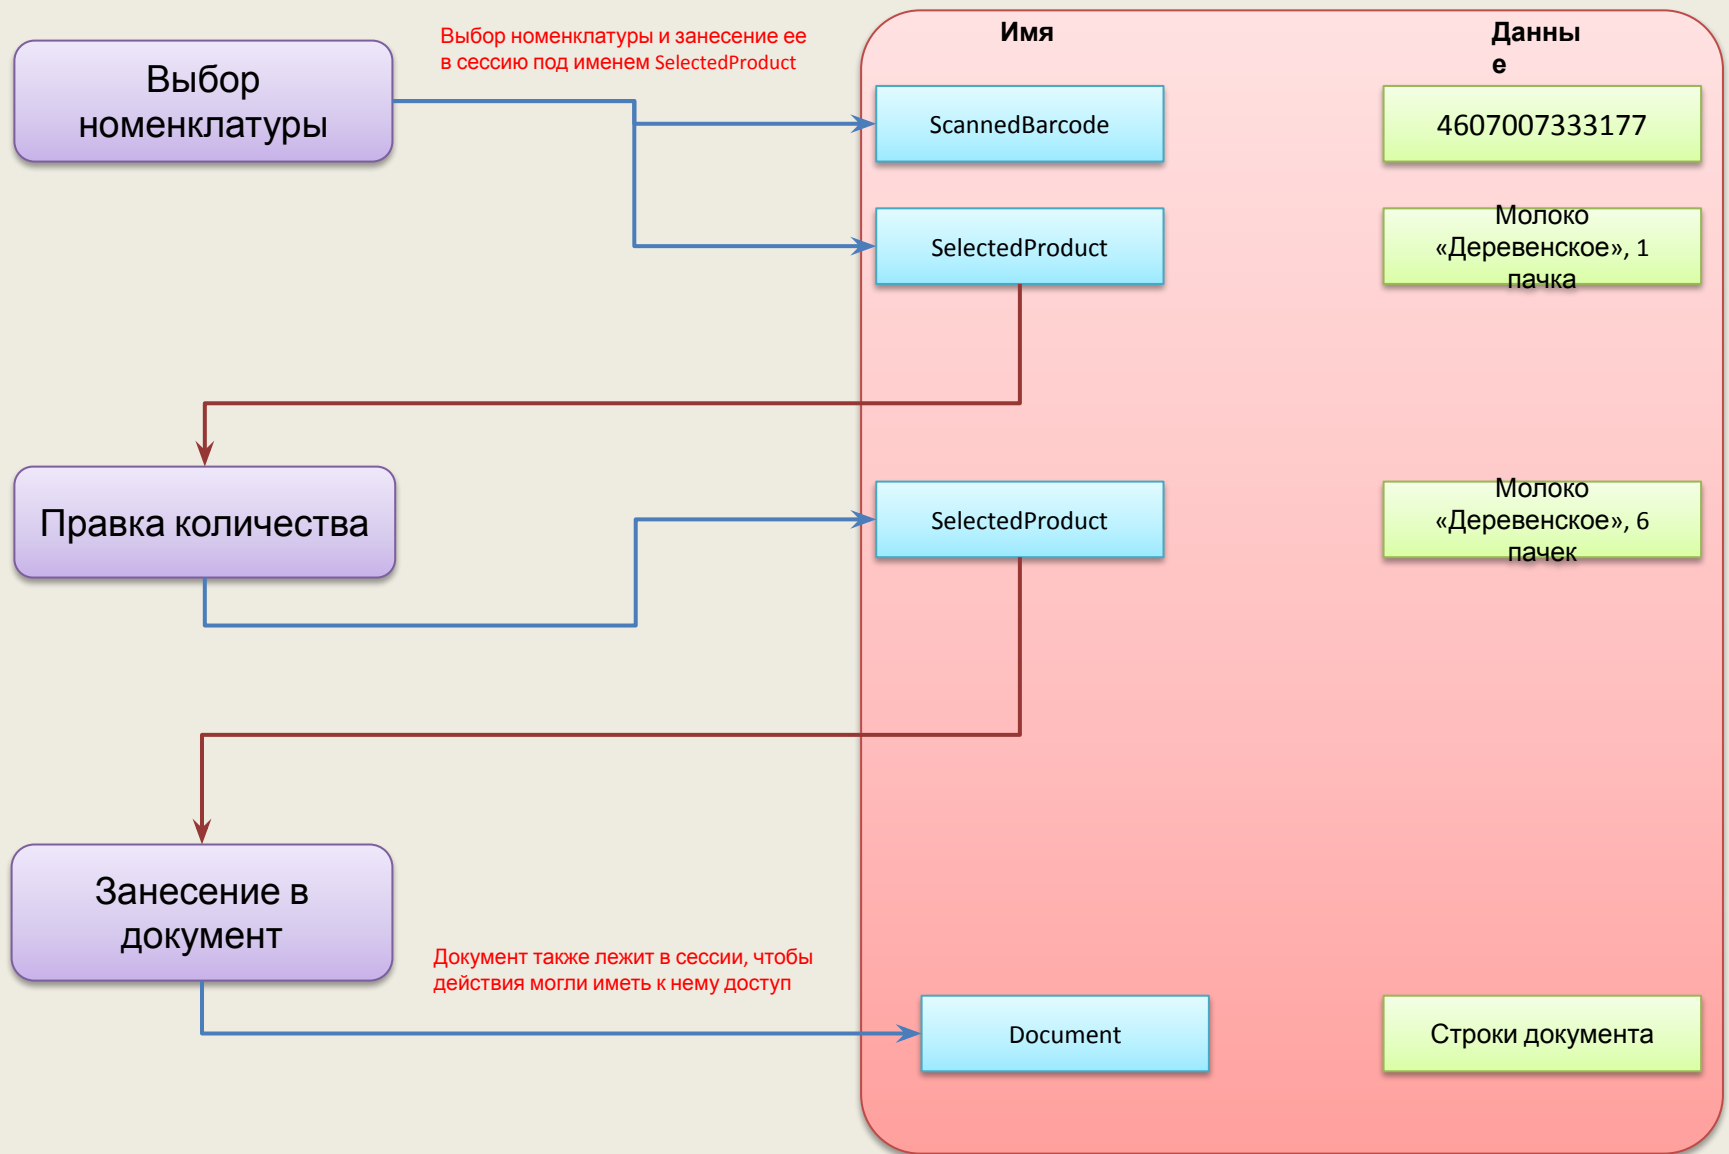 Выбор
номенклатуры
Выбор номенклатуры и занесение ее
в сессию под именем SelectedProduct
Имя
Данны
е
ScannedBarcode
4607007333177
SelectedProduct
Молоко
«Деревенское», 1
пачка
Правка количества
SelectedProduct
Молоко
«Деревенское», 6
пачек
Занесение в
документ
Документ также лежит в сессии, чтобы
действия могли иметь к нему доступ
Document
Строки документа